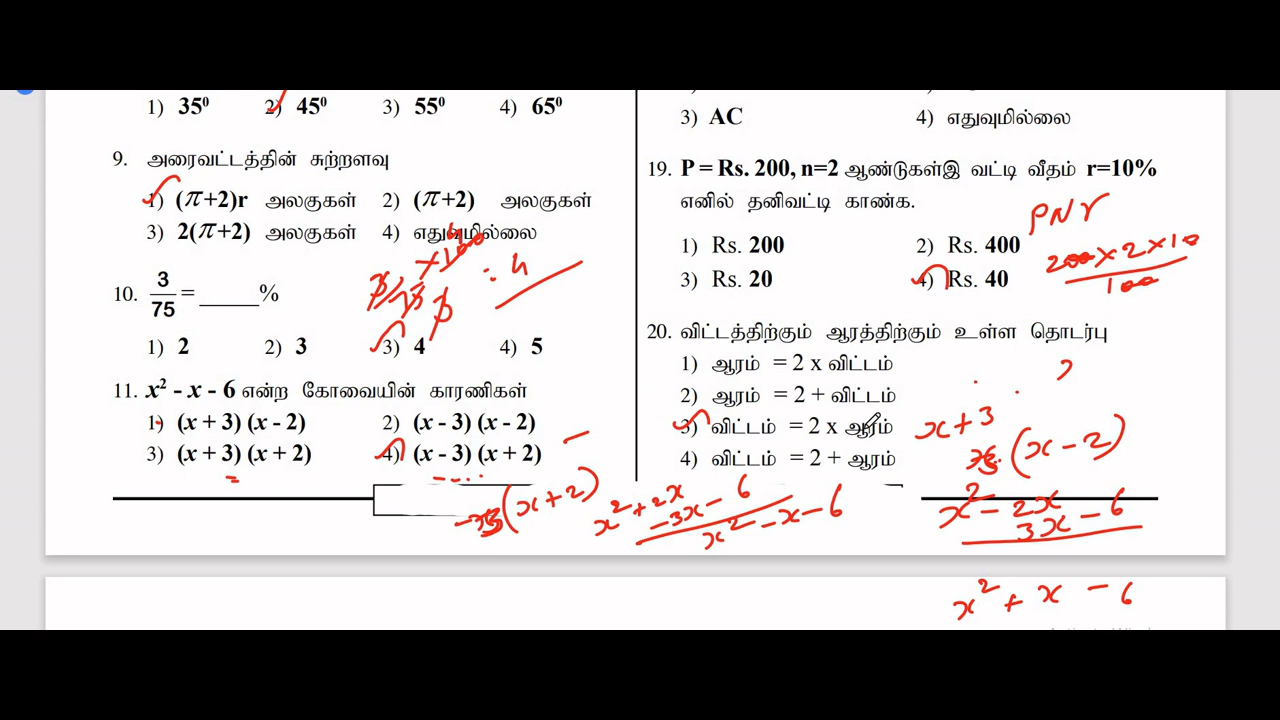 1) 35⁰ 2) 45⁰ 3) 55⁰ 4) 65⁰
9. அரைவட்டத்தின் சுற்றளவு
1) (π+2)r அலகுகள் 2) (π+2) அலகுகள்
3) 2(π+2) அலகுகள் 4) எதுவுமில்லை
10. 3/75 = _____%
1) 2 2) 3 3) 4 4) 5
11. x² - x - 6 என்ற கோவையின் காரணிகள்
1) (x + 3) (x - 2) 2) (x - 3) (x - 2)
3) (x + 3) (x + 2) 4) (x - 3) (x + 2)
(x + 2)
x² + 2x
- 3x - 6
x² - x - 6
3) AC 4) எதுவுமில்லை
19. P = Rs. 200, n=2 ஆண்டுகள்இ வட்டி வீதம் r=10%
எனில் தனிவட்டி காண்க.
PNr
1) Rs. 200 2) Rs. 400
3) Rs. 20 4) Rs. 40
200 × 2 × 10
100
20. விட்டத்திற்கும் ஆரத்திற்கும் உள்ள தொடர்பு
1) ஆரம் = 2 x விட்டம்
2) ஆரம் = 2 + விட்டம்
3) விட்டம் = 2 x ஆரம்
4) விட்டம் = 2 + ஆரம்
x + 3
(x - 2)
x² - 2x
3x - 6
x² + x - 6